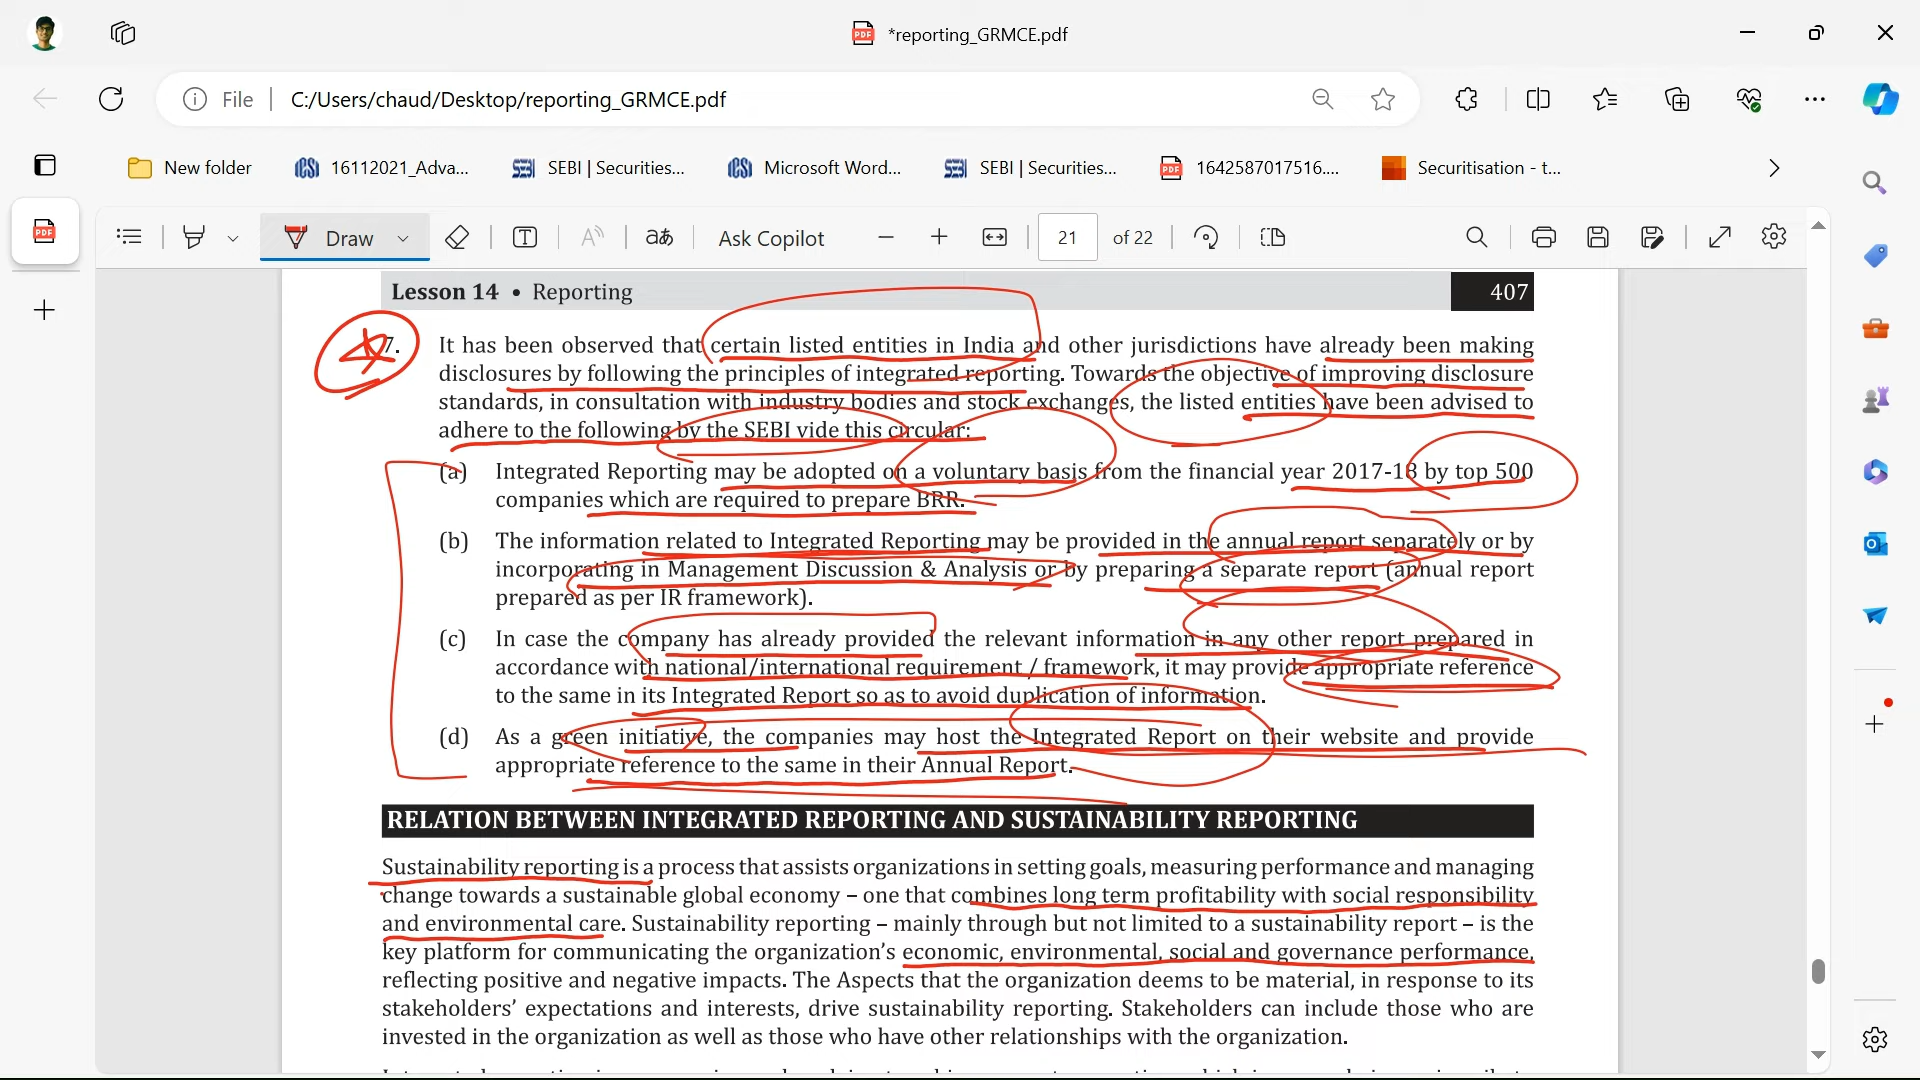 *reporting_GRMCE.pdf
File
C:/Users/chaud/Desktop/reporting_GRMCE.pdf
New folder
16112021_Adva...
SEBI | Securities...
Microsoft Word...
SEBI | Securities...
1642587017516....
Securitisation - t...
Draw
Ask Copilot
21 of 22
Lesson 14 • Reporting 407
7. It has been observed that certain listed entities in India and other jurisdictions have already been making
disclosures by following the principles of integrated reporting. Towards the objective of improving disclosure
standards, in consultation with industry bodies and stock exchanges, the listed entities have been advised to
adhere to the following by the SEBI vide this circular:
(a) Integrated Reporting may be adopted on a voluntary basis from the financial year 2017-18 by top 500
companies which are required to prepare BRR.
(b) The information related to Integrated Reporting may be provided in the annual report separately or by
incorporating in Management Discussion & Analysis or by preparing a separate report (annual report
prepared as per IR framework).
(c) In case the company has already provided the relevant information in any other report prepared in
accordance with national/international requirement / framework, it may provide appropriate reference
to the same in its Integrated Report so as to avoid duplication of information.
(d) As a green initiative, the companies may host the Integrated Report on their website and provide
appropriate reference to the same in their Annual Report.
RELATION BETWEEN INTEGRATED REPORTING AND SUSTAINABILITY REPORTING
Sustainability reporting is a process that assists organizations in setting goals, measuring performance and managing
change towards a sustainable global economy – one that combines long term profitability with social responsibility
and environmental care. Sustainability reporting – mainly through but not limited to a sustainability report – is the
key platform for communicating the organization's economic, environmental, social and governance performance,
reflecting positive and negative impacts. The Aspects that the organization deems to be material, in response to its
stakeholders' expectations and interests, drive sustainability reporting. Stakeholders can include those who are
invested in the organization as well as those who have other relationships with the organization.